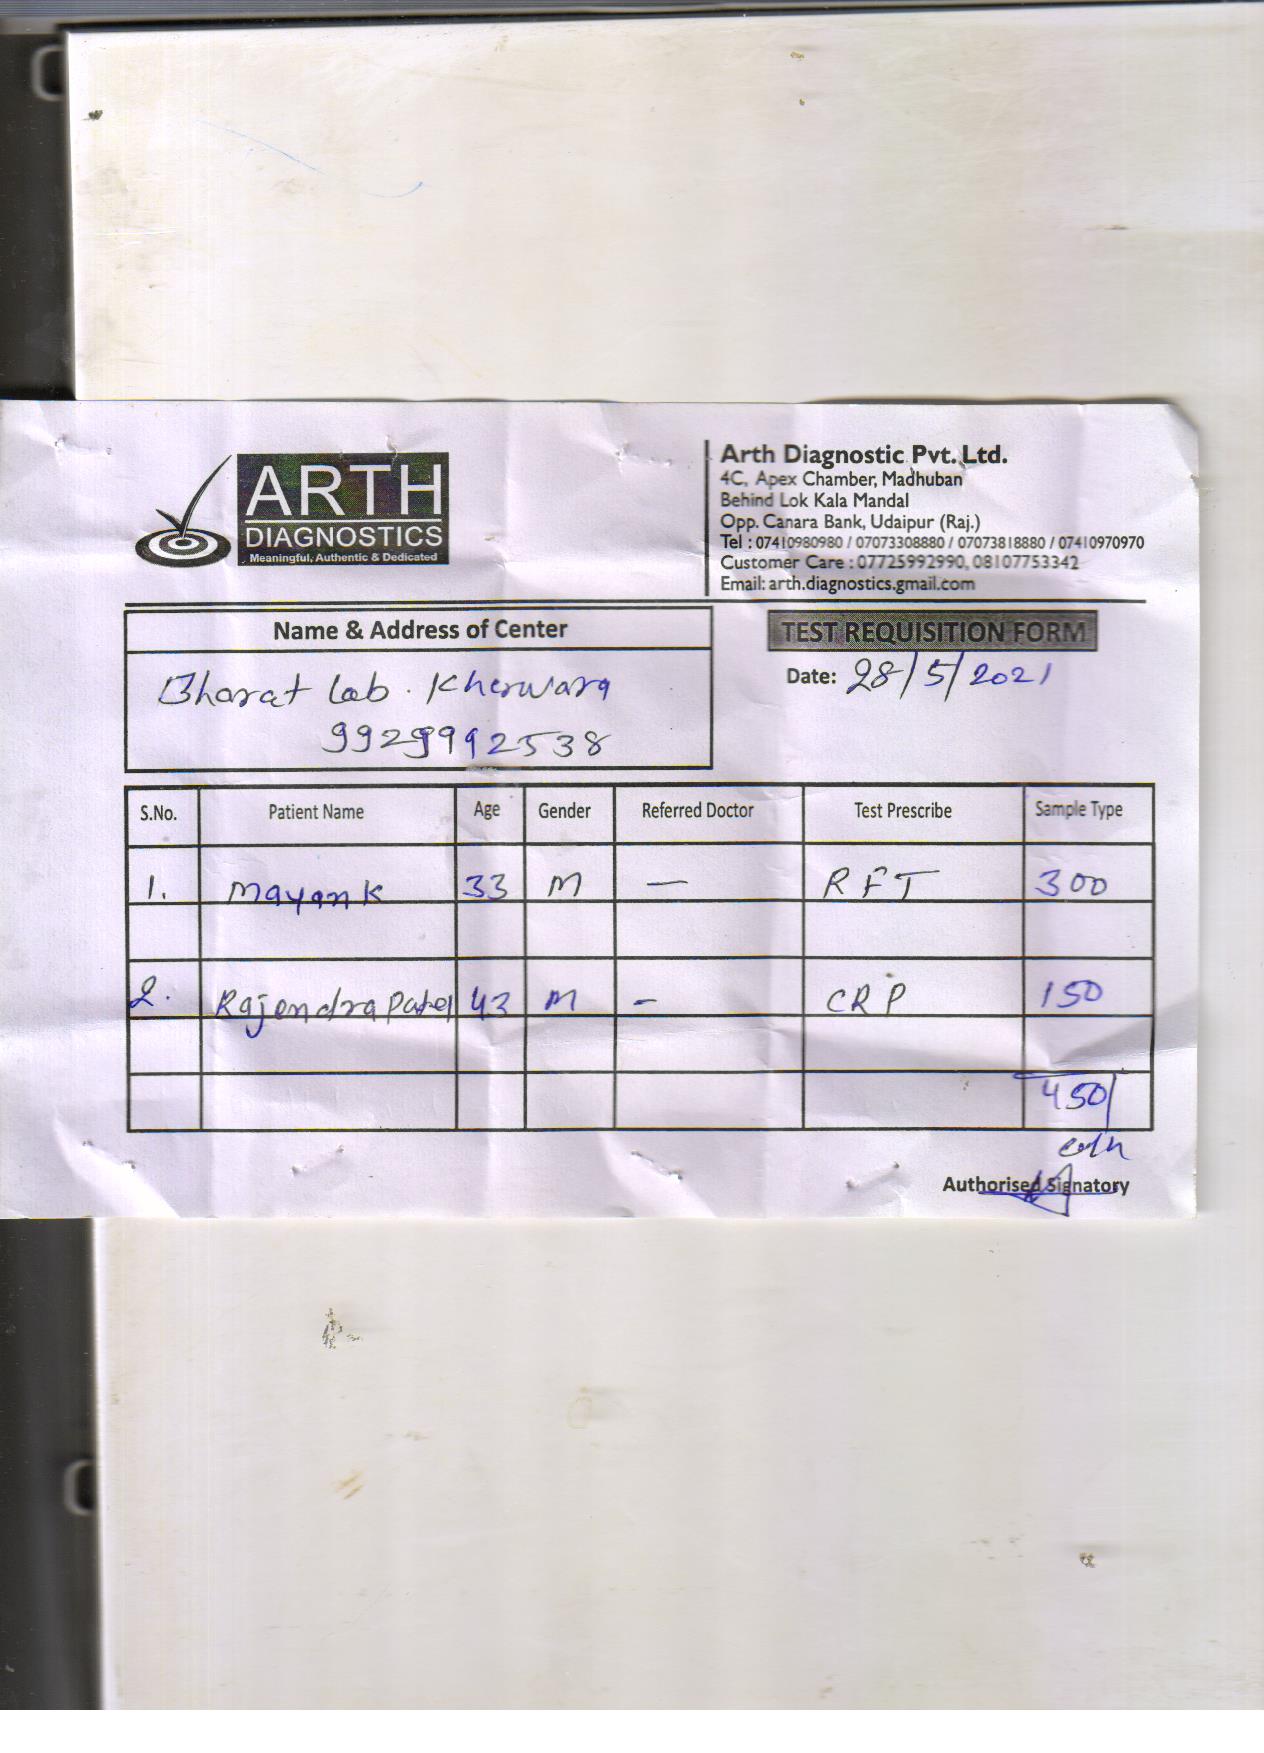 ARTH
DIAGNOSTICS
Meaningful, Authentic & Dedicated
Arth Diagnostic Pvt. Ltd.
4C, Apex Chamber, Madhuban
Behind Lok Kala Mandal
Opp. Canara Bank, Udaipur (Raj.)
Tel : 07410980980 / 07073308880 / 07073818880 / 07410970970
Customer Care : 07725992990, 08107753342
Email: arth.diagnostics.gmail.com
Name & Address of Center
Bharat Lab. Kherwara
9929992538
TEST REQUISITION FORM
Date: 28/5/2021
S.No. Patient Name Age Gender Referred Doctor Test Prescribe Sample Type
1. Mayank 33 M — RFT 300
2. Rajendra Patel 43 M - CRP 150
450/
Authorised Signatory